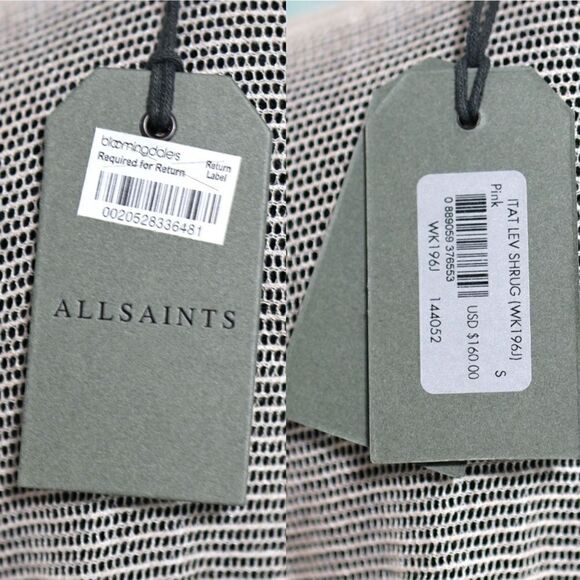 bloomingdale's
Required for Return
Return
Label
0020528336481
ALLSAINTS
ITAT LEV SHRUG (WK196J)
S
Pink
0 889059 376553
USD $160.00
WK196J
144052